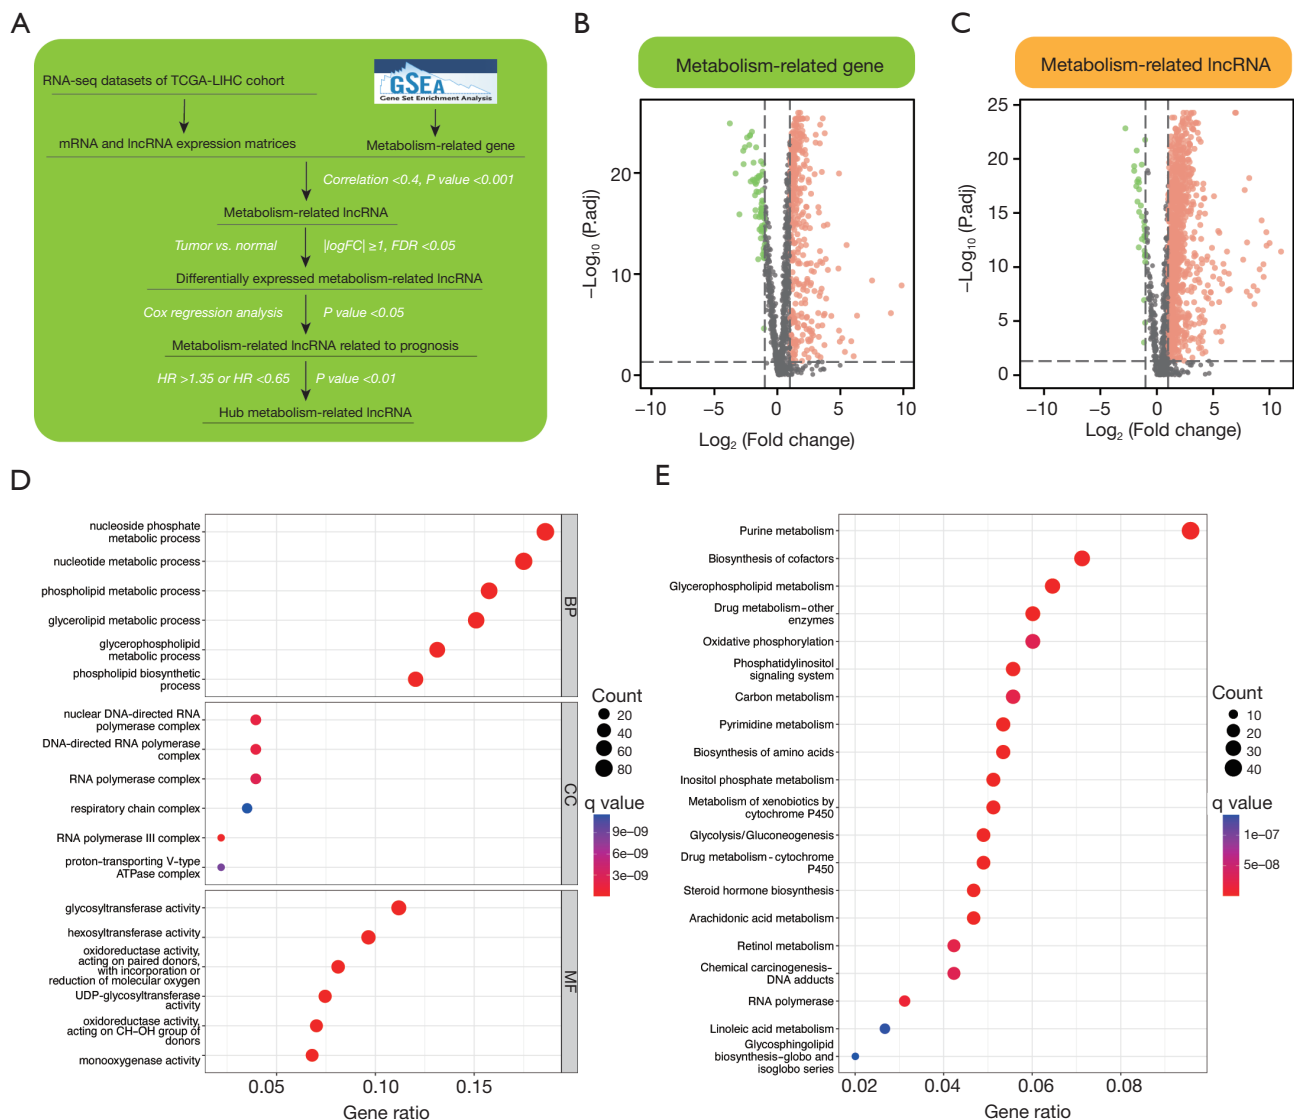 A
RNA-seq datasets of TCGA-LIHC cohort
GSEA
Gene Set Enrichment Analysis
mRNA and lncRNA expression matrices
Metabolism-related gene
Correlation <0.4, P value <0.001
Metabolism-related lncRNA
Tumor vs. normal
|logFC| ≥1, FDR <0.05
Differentially expressed metabolism-related lncRNA
Cox regression analysis
P value <0.05
Metabolism-related lncRNA related to prognosis
HR >1.35 or HR <0.65
P value <0.01
Hub metabolism-related lncRNA
B
Metabolism-related gene
−Log10 (P.adj)
20
10
0
−10
−5
0
5
10
Log2 (Fold change)
C
Metabolism-related lncRNA
−Log10 (P.adj)
25
20
15
10
5
0
−10
−5
0
5
10
Log2 (Fold change)
D
nucleoside phosphate
metabolic process
nucleotide metabolic process
phospholipid metabolic process
glycerolipid metabolic process
glycerophospholipid
metabolic process
phospholipid biosynthetic
process
BP
nuclear DNA-directed RNA
polymerase complex
DNA-directed RNA polymerase
complex
RNA polymerase complex
respiratory chain complex
RNA polymerase III complex
proton-transporting V-type
ATPase complex
CC
glycosyltransferase activity
hexosyltransferase activity
oxidoreductase activity,
acting on paired donors,
with incorporation or
reduction of molecular oxygen
UDP-glycosyltransferase
activity
oxidoreductase activity,
acting on CH-OH group of
donors
monooxygenase activity
MF
0.05
0.10
0.15
Gene ratio
Count
20
40
60
80
q value
9e–09
6e–09
3e–09
E
Purine metabolism
Biosynthesis of cofactors
Glycerophospholipid metabolism
Drug metabolism–other
enzymes
Oxidative phosphorylation
Phosphatidylinositol
signaling system
Carbon metabolism
Pyrimidine metabolism
Biosynthesis of amino acids
Inositol phosphate metabolism
Metabolism of xenobiotics by
cytochrome P450
Glycolysis/Gluconeogenesis
Drug metabolism-cytochrome
P450
Steroid hormone biosynthesis
Arachidonic acid metabolism
Retinol metabolism
Chemical carcinogenesis–
DNA adducts
RNA polymerase
Linoleic acid metabolism
Glycosphingolipid
biosynthesis–globo and
isoglobo series
0.02
0.04
0.06
0.08
Gene ratio
Count
10
20
30
40
q value
1e–07
5e–08